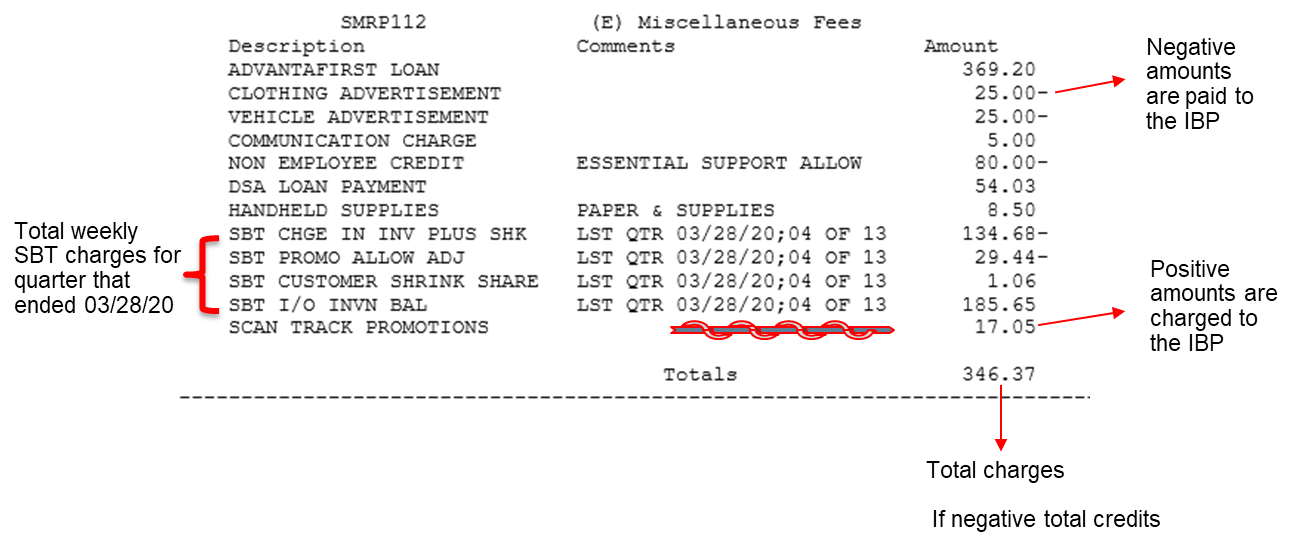 SMRP112 (E) Miscellaneous Fees
Description Comments Amount
ADVANTAFIRST LOAN 369.20
CLOTHING ADVERTISEMENT 25.00-
VEHICLE ADVERTISEMENT 25.00-
COMMUNICATION CHARGE 5.00
NON EMPLOYEE CREDIT ESSENTIAL SUPPORT ALLOW 80.00-
DSA LOAN PAYMENT 54.03
HANDHELD SUPPLIES PAPER & SUPPLIES 8.50
SBT CHGE IN INV PLUS SHK LST QTR 03/28/20;04 OF 13 134.68-
SBT PROMO ALLOW ADJ LST QTR 03/28/20;04 OF 13 29.44-
SBT CUSTOMER SHRINK SHARE LST QTR 03/28/20;04 OF 13 1.06
SBT I/O INVN BAL LST QTR 03/28/20;04 OF 13 185.65
SCAN TRACK PROMOTIONS 17.05
Totals 346.37
Negative
amounts
are paid to
the IBP
Total weekly
SBT charges for
quarter that
ended 03/28/20
Positive
amounts are
charged to
the IBP
Total charges
If negative total credits